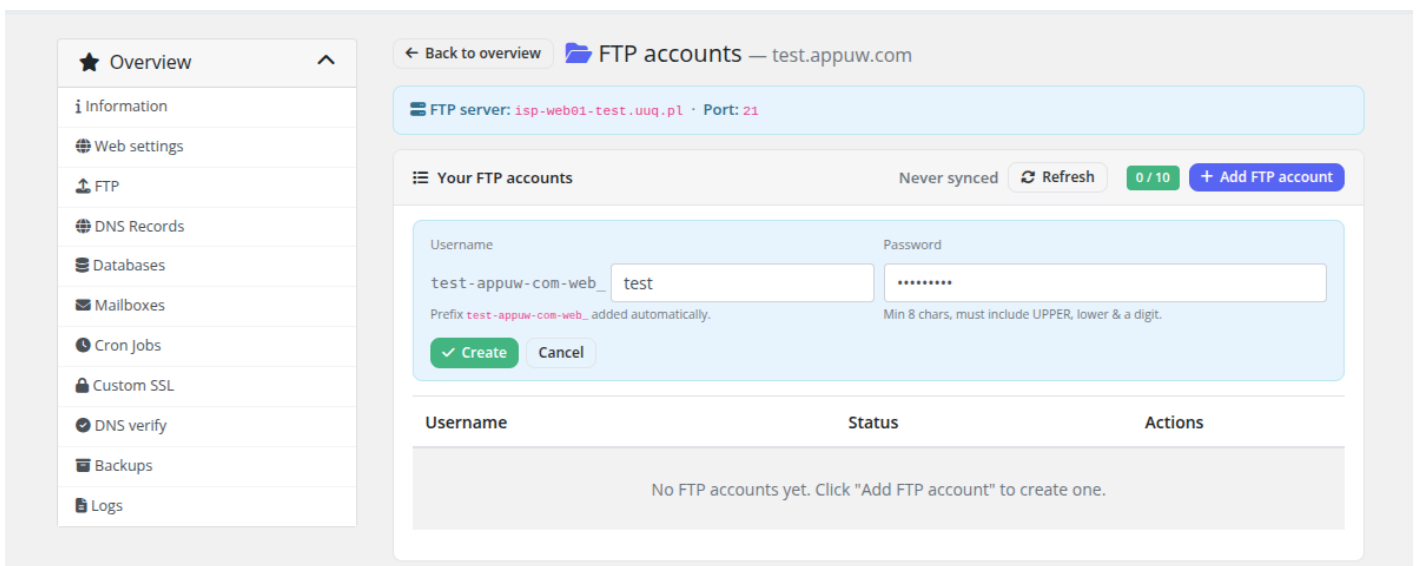 Overview
Information
Web settings
FTP
DNS Records
Databases
Mailboxes
Cron Jobs
Custom SSL
DNS verify
Backups
Logs
← Back to overview FTP accounts — test.appuw.com
FTP server: isp-web01-test.uuq.pl · Port: 21
Your FTP accounts Never synced Refresh 0 / 10 + Add FTP account
Username Password
test-appuw-com-web_ test •••••••••
Prefix test-appuw-com-web_ added automatically. Min 8 chars, must include UPPER, lower & a digit.
Create Cancel
Username Status Actions
No FTP accounts yet. Click "Add FTP account" to create one.